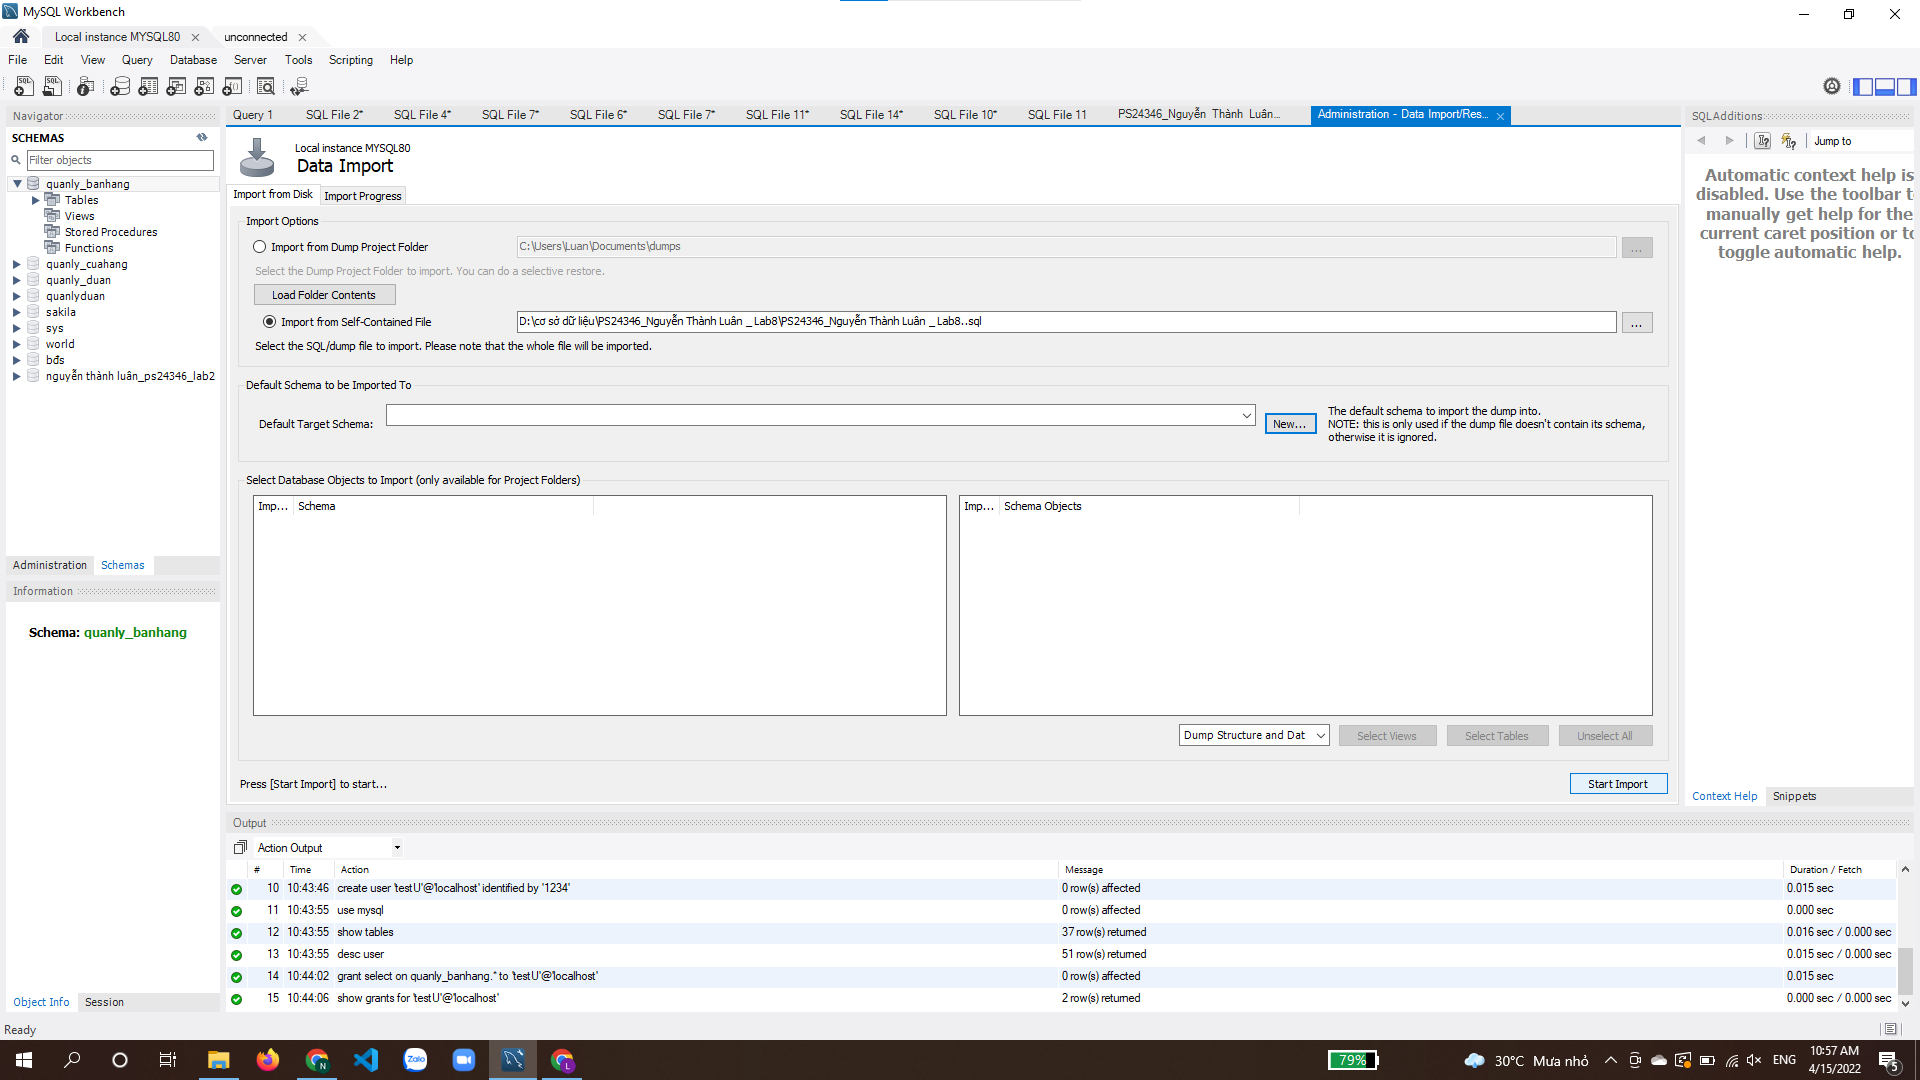 MySQL Workbench
Local instance MYSQL80
unconnected
File Edit View Query Database Server Tools Scripting Help
Navigator
SCHEMAS
Filter objects
quanly_banhang
Tables
Views
Stored Procedures
Functions
quanly_cuahang
quanly_duan
quanlyduan
sakila
sys
world
bđs
nguyễn thành luân_ps24346_lab2
Administration Schemas
Information
Schema: quanly_banhang
Object Info Session
Query 1 SQL File 2* SQL File 4* SQL File 7* SQL File 6* SQL File 7* SQL File 11* SQL File 14* SQL File 10* SQL File 11 PS24346_Nguyễn Thành Luân... Administration - Data Import/Res...
Local instance MYSQL80
Data Import
Import from Disk Import Progress
Import Options
Import from Dump Project Folder C:\Users\Luan\Documents\dumps ...
Select the Dump Project Folder to import. You can do a selective restore.
Load Folder Contents
Import from Self-Contained File D:\cơ sở dữ liệu\PS24346_Nguyễn Thành Luân _ Lab8\PS24346_Nguyễn Thành Luân _ Lab8..sql ...
Select the SQL/dump file to import. Please note that the whole file will be imported.
Default Schema to be Imported To
Default Target Schema: New...
The default schema to import the dump into.
NOTE: this is only used if the dump file doesn't contain its schema,
otherwise it is ignored.
Select Database Objects to Import (only available for Project Folders)
Imp... Schema
Imp... Schema Objects
Dump Structure and Dat Select Views Select Tables Unselect All
Press [Start Import] to start... Start Import
Output
Action Output
# Time Action Message Duration / Fetch
10 10:43:46 create user 'testU'@'localhost' identified by '1234' 0 row(s) affected 0.015 sec
11 10:43:55 use mysql 0 row(s) affected 0.000 sec
12 10:43:55 show tables 37 row(s) returned 0.016 sec / 0.000 sec
13 10:43:55 desc user 51 row(s) returned 0.015 sec / 0.000 sec
14 10:44:02 grant select on quanly_banhang.* to 'testU'@'localhost' 0 row(s) affected 0.015 sec
15 10:44:06 show grants for 'testU'@'localhost' 2 row(s) returned 0.000 sec / 0.000 sec
SQLAdditions
Jump to
Automatic context help is
disabled. Use the toolbar t
manually get help for the
current caret position or to
toggle automatic help.
Context Help Snippets
Ready
Zalo
N
L
79%
30°C Mưa nhỏ
ENG
10:57 AM
4/15/2022
5